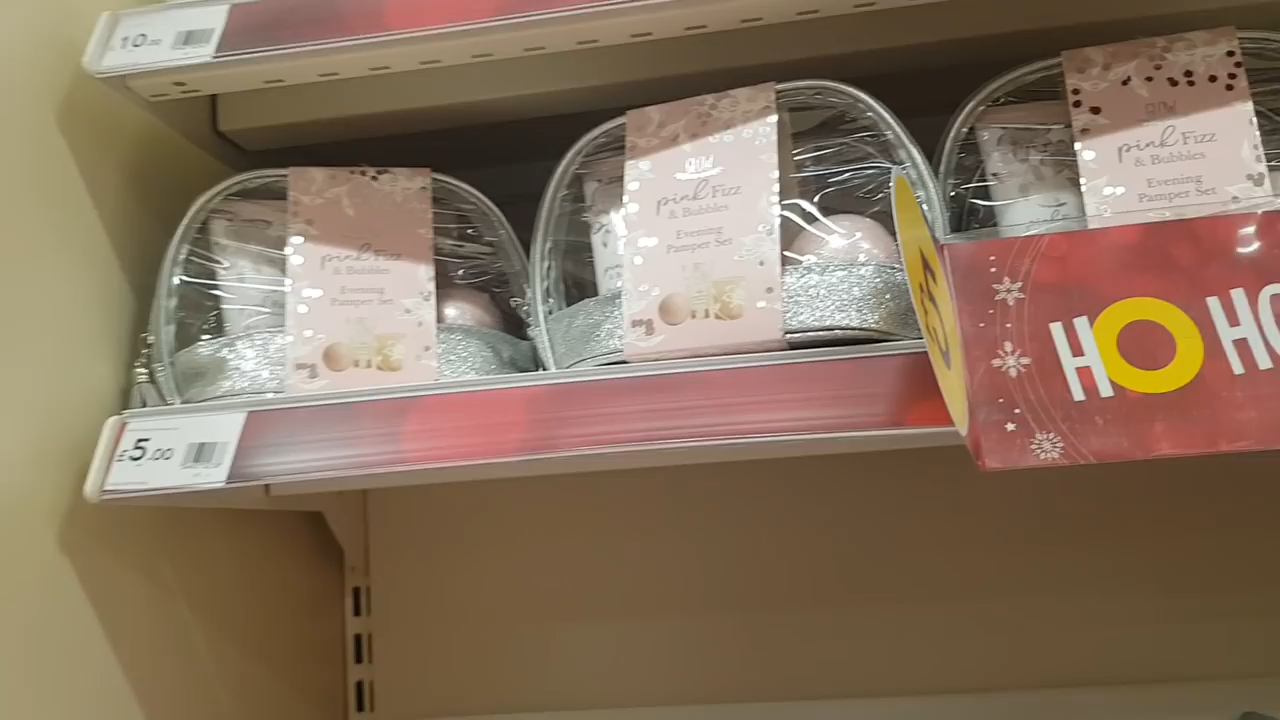 10.00
pink Fizz
& Bubbles
Evening
Pamper Set
pink Fizz
& Bubbles
Evening
Pamper Set
pink Fizz
& Bubbles
Evening
Pamper Set
£5.00
£5
HO HO